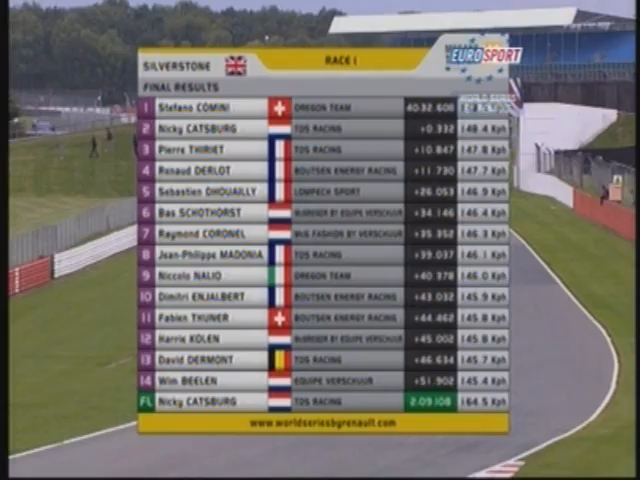 SILVERSTONE RACE 1 EUROSPORT
FINAL RESULTS
1 Stefano COMINI OREGON TEAM 40:32.608
2 Nicky CATSBURG TDS RACING +0.332 148.4 Kph
3 Pierre THIRIET TDS RACING +10.847 147.8 Kph
4 Renaud DERLOT BOUTSEN ENERGY RACING +11.730 147.7 Kph
5 Sebastien DHOUAILLY LOMPECH SPORT +26.053 146.9 Kph
6 Bas SCHOTHORST McGREGOR BY EQUIPE VERSCHUUR +34.146 146.4 Kph
7 Raymond CORONEL McG FASHION BY VERSCHUUR +35.352 146.3 Kph
8 Jean-Philippe MADONIA TDS RACING +39.037 146.1 Kph
9 Niccolo NALIO OREGON TEAM +40.378 146.0 Kph
10 Dimitri ENJALBERT BOUTSEN ENERGY RACING +43.032 145.9 Kph
11 Fabien THUNER BOUTSEN ENERGY RACING +44.462 145.8 Kph
12 Harrie KOLEN McGREGOR BY EQUIPE VERSCHUUR +45.002 145.8 Kph
13 David DERMONT TDS RACING +46.634 145.7 Kph
14 Wim BEELEN EQUIPE VERSCHUUR +51.902 145.4 Kph
FL Nicky CATSBURG TDS RACING 2:09.108 164.5 Kph
www.worldseriesbyrenault.com